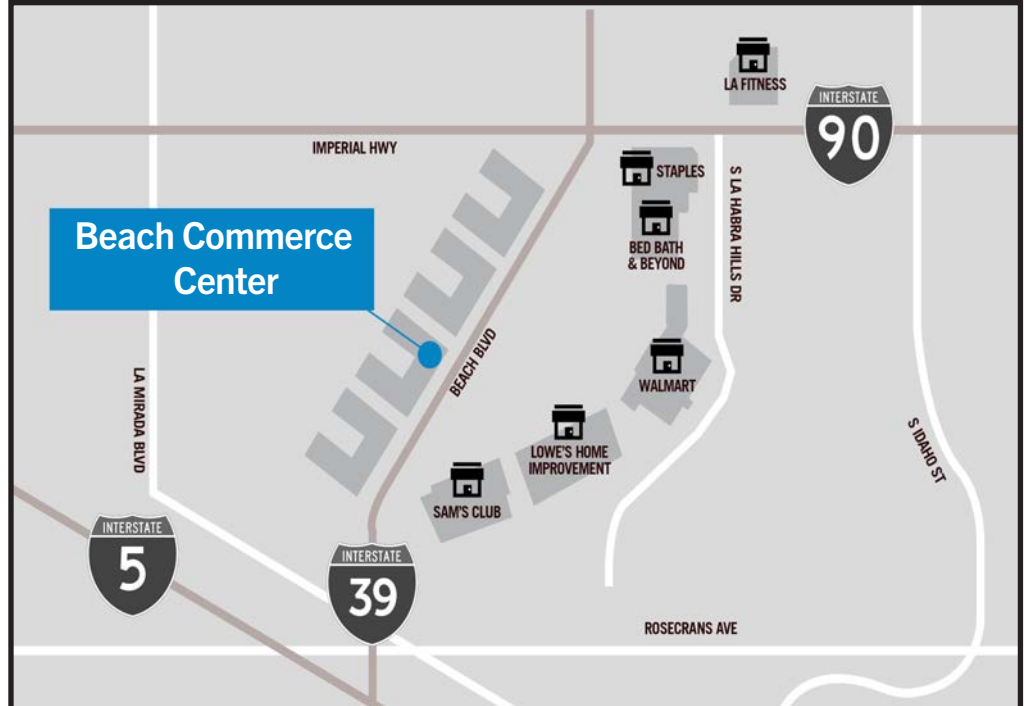 LA FITNESS
INTERSTATE
90
IMPERIAL HWY
STAPLES
S LA HABRA HILLS DR
Beach Commerce
Center
BED BATH
& BEYOND
BEACH BLVD
WALMART
LA MIRADA BLVD
LOWE'S HOME
IMPROVEMENT
S IDAHO ST
SAM'S CLUB
INTERSTATE
5
INTERSTATE
39
ROSECRANS AVE